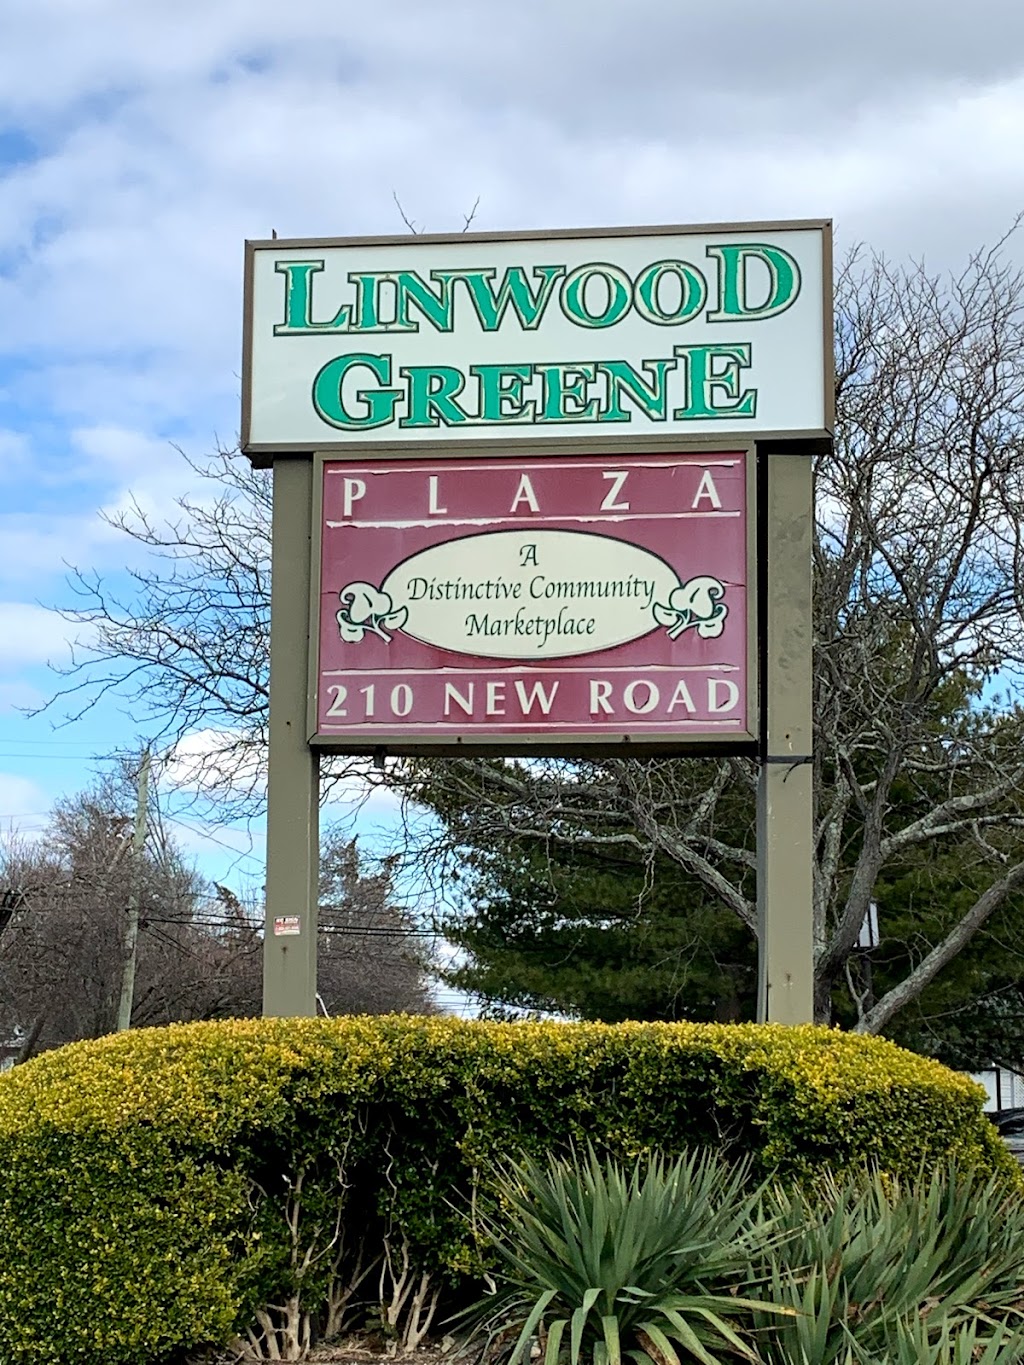 LINWOOD
GREENE
PLAZA
A
Distinctive Community
Marketplace
210 NEW ROAD